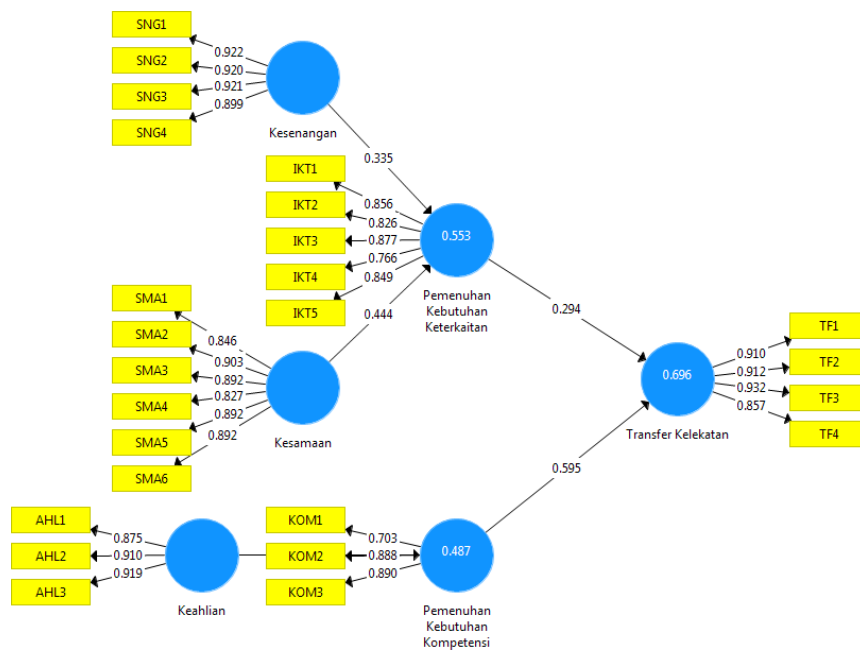 SNG1
SNG2
SNG3
SNG4
0.922
0.920
0.921
0.899
Kesenangan
0.335
IKT1
IKT2
IKT3
IKT4
IKT5
0.856
0.826
0.877
0.766
0.849
0.553
Pemenuhan
Kebutuhan
Keterkaitan
SMA1
SMA2
SMA3
SMA4
SMA5
SMA6
0.846
0.903
0.892
0.827
0.892
0.892
Kesamaan
0.444
0.294
0.696
Transfer Kelekatan
0.910
0.912
0.932
0.857
TF1
TF2
TF3
TF4
0.595
AHL1
AHL2
AHL3
0.875
0.910
0.919
Keahlian
KOM1
KOM2
KOM3
0.703
0.888
0.890
0.487
Pemenuhan
Kebutuhan
Kompetensi